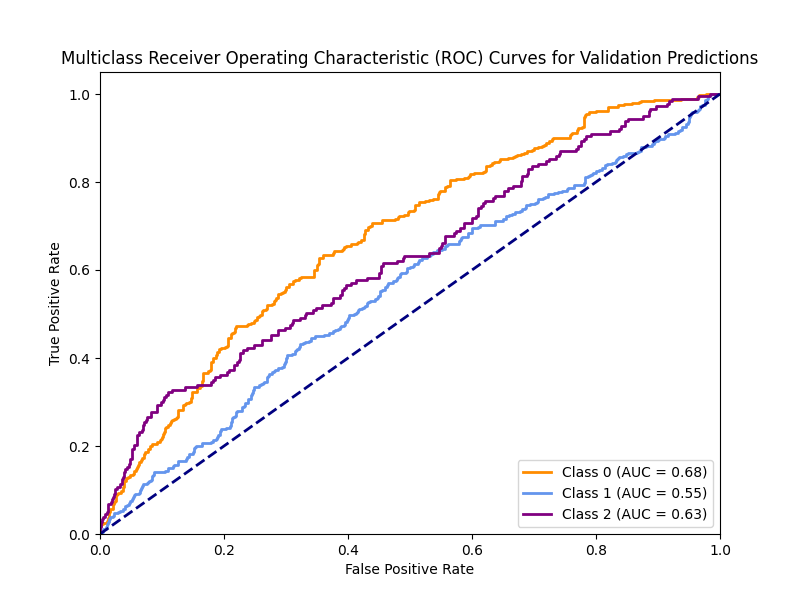 Multiclass Receiver Operating Characteristic (ROC) Curves for Validation Predictions
True Positive Rate
1.0
0.8
0.6
0.4
0.2
0.0
0.0 0.2 0.4 0.6 0.8 1.0
False Positive Rate
Class 0 (AUC = 0.68)
Class 1 (AUC = 0.55)
Class 2 (AUC = 0.63)